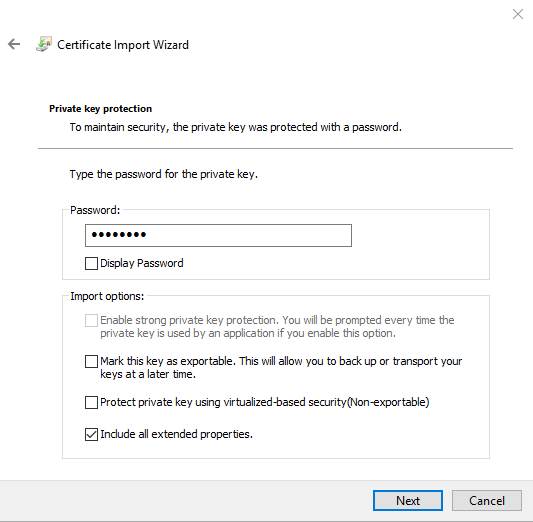 Certificate Import Wizard
Private key protection
To maintain security, the private key was protected with a password.
Type the password for the private key.
Password:
••••••••
Display Password
Import options:
Enable strong private key protection. You will be prompted every time the
private key is used by an application if you enable this option.
Mark this key as exportable. This will allow you to back up or transport your
keys at a later time.
Protect private key using virtualized-based security(Non-exportable)
Include all extended properties.
Next
Cancel